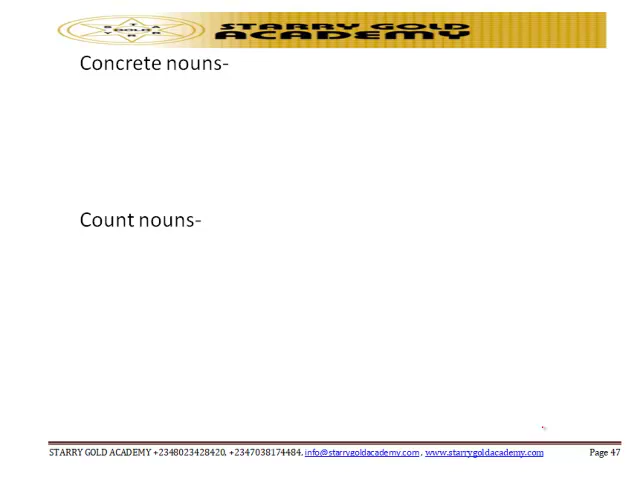 STARRY GOLD
ACADEMY
Concrete nouns-
Count nouns-
STARRY GOLD ACADEMY +2348023428420, +2347038174484, info@starrygoldacademy.com , www.starrygoldacademy.com Page 47